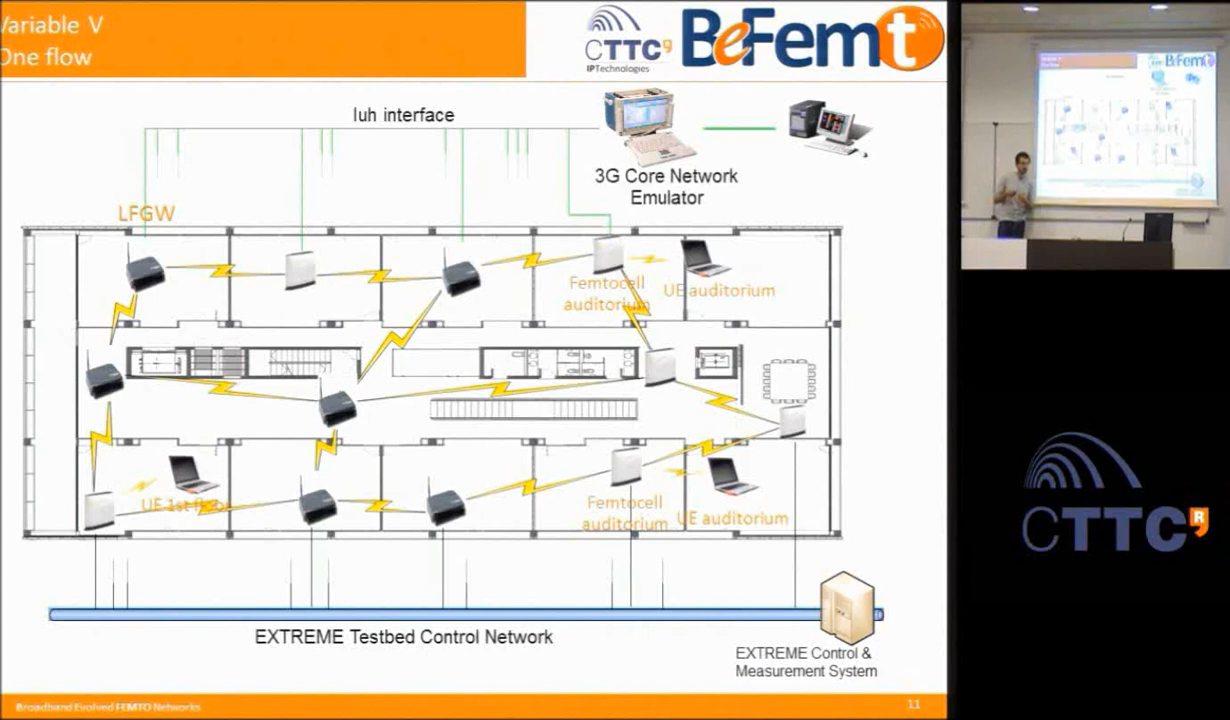 Variable V
One flow
CTTC
IPTechnologies
BeFemt
Iuh interface
3G Core Network
Emulator
LFGW
Femtocell
auditorium
UE auditorium
UE 1st floor
Femtocell
auditorium
UE auditorium
EXTREME Testbed Control Network
EXTREME Control &
Measurement System
Broadband Evolved FEMTO Networks
11
CTTC R